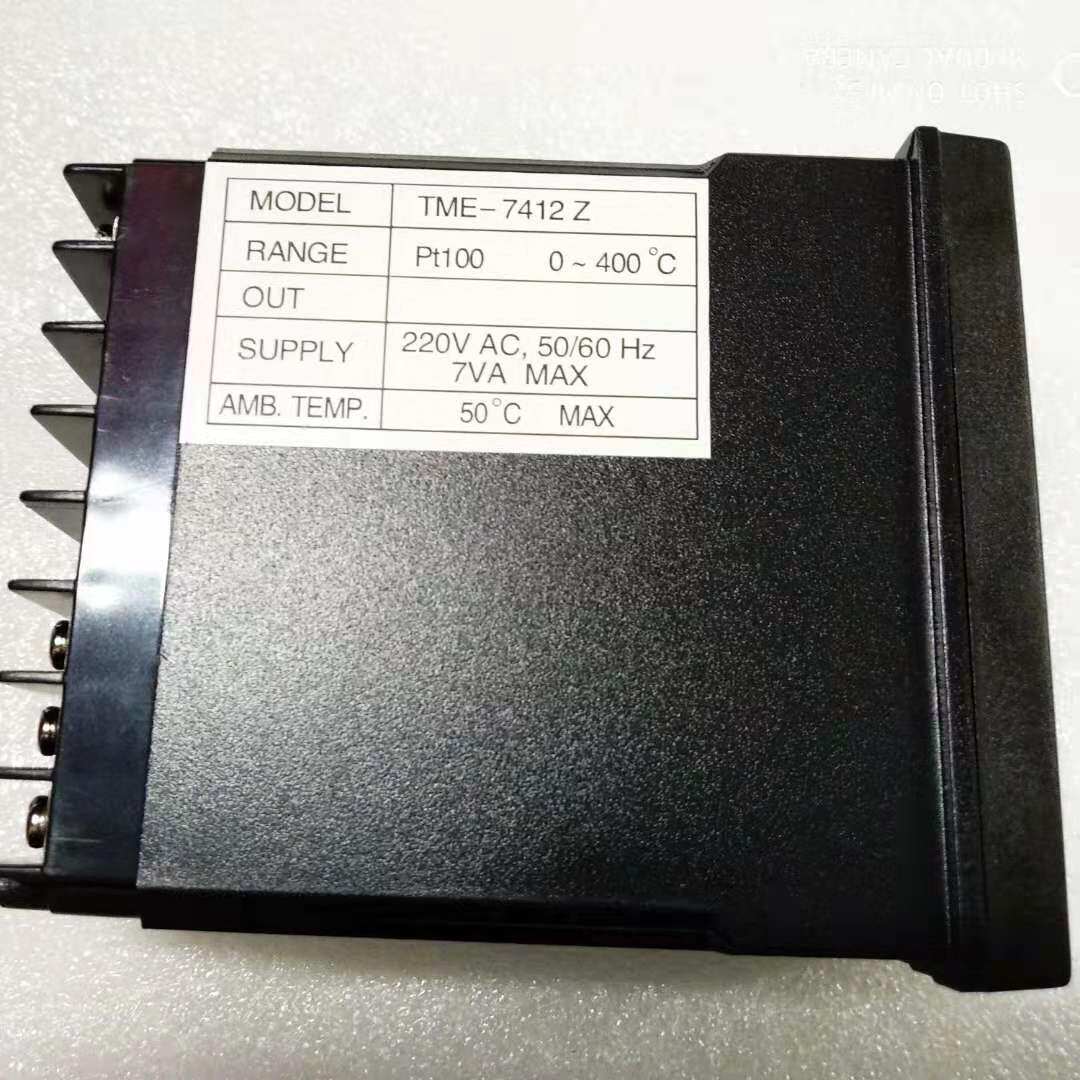 MODEL TME-7412 Z
RANGE Pt100 0 ~ 400 °C
OUT
SUPPLY 220V AC, 50/60 Hz
7VA MAX
AMB. TEMP. 50°C MAX